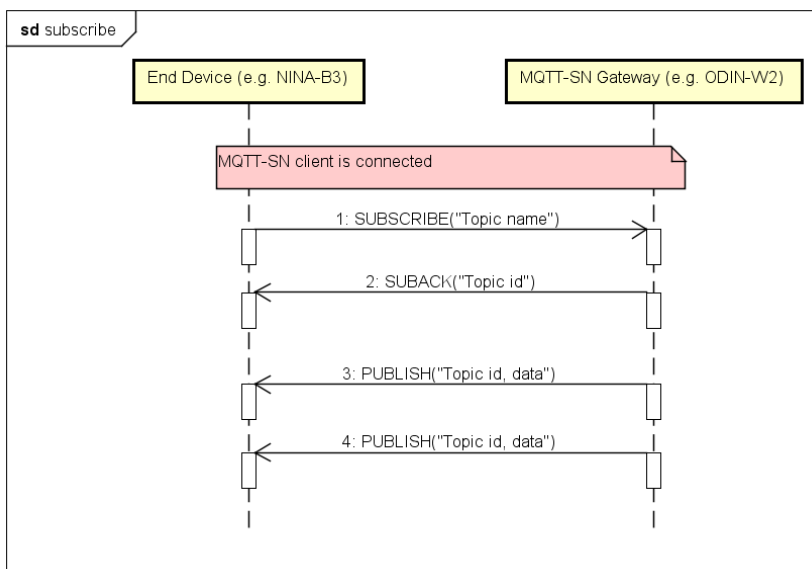 sd subscribe
End Device (e.g. NINA-B3)
MQTT-SN Gateway (e.g. ODIN-W2)
MQTT-SN client is connected
1: SUBSCRIBE("Topic name")
2: SUBACK("Topic id")
3: PUBLISH("Topic id, data")
4: PUBLISH("Topic id, data")